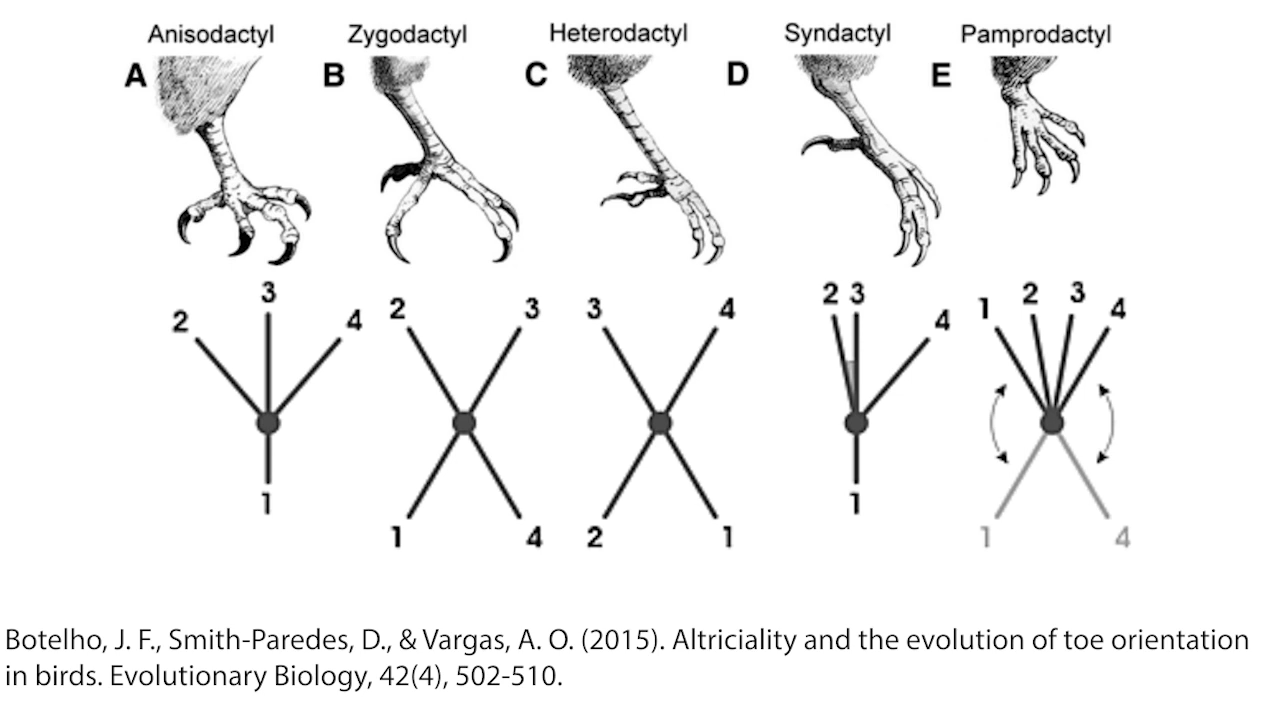 Anisodactyl Zygodactyl Heterodactyl Syndactyl Pamprodactyl
A B C D E
3 2 3 1 2 3 4
2 4 2 3 3 4 4
1 1
1 4 2 1 1 4
Botelho, J. F., Smith-Paredes, D., & Vargas, A. O. (2015). Altriciality and the evolution of toe orientation
in birds. Evolutionary Biology, 42(4), 502-510.